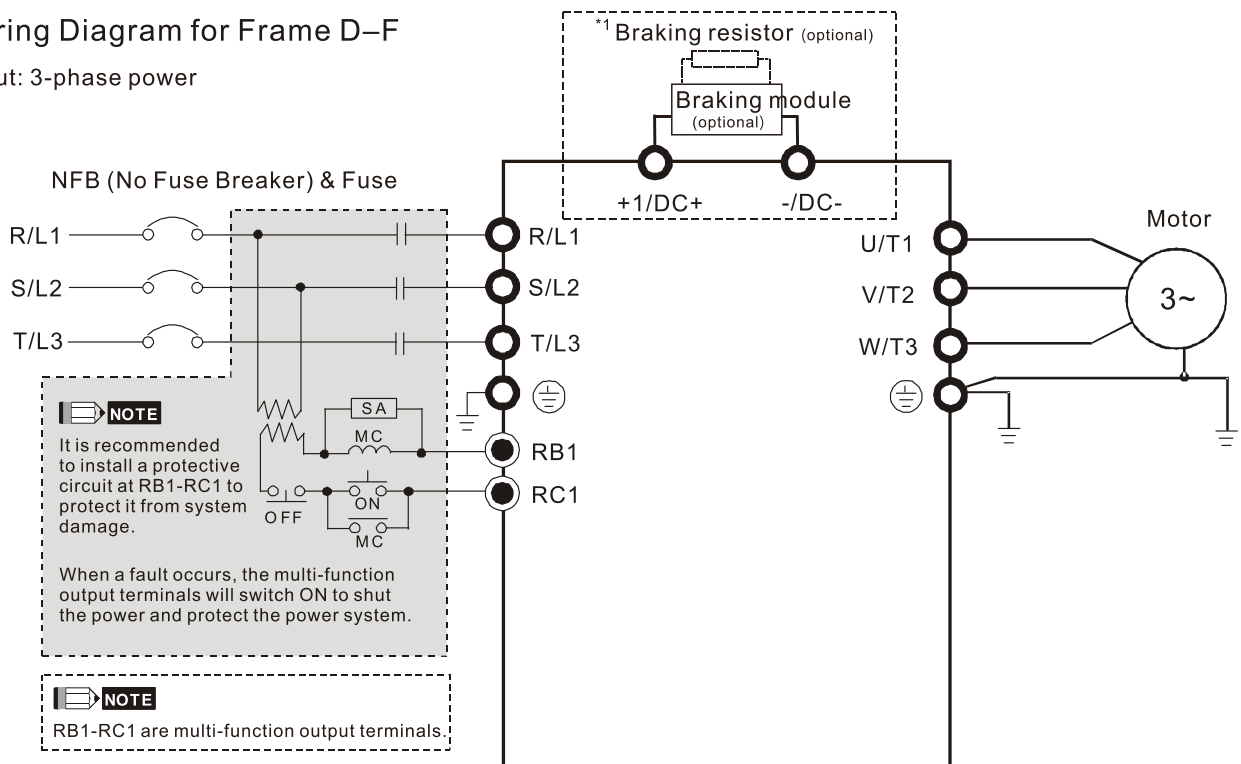 ring Diagram for Frame D–F
ut: 3-phase power
*1 Braking resistor (optional)
Braking module
(optional)
+1/DC+
-/DC-
NFB (No Fuse Breaker) & Fuse
R/L1
R/L1
U/T1
Motor
S/L2
S/L2
V/T2
3~
T/L3
T/L3
W/T3
NOTE
It is recommended
to install a protective
circuit at RB1-RC1 to
protect it from system
damage.
SA
MC
RB1
OFF
ON
MC
RC1
When a fault occurs, the multi-function
output terminals will switch ON to shut
the power and protect the power system.
NOTE
RB1-RC1 are multi-function output terminals.